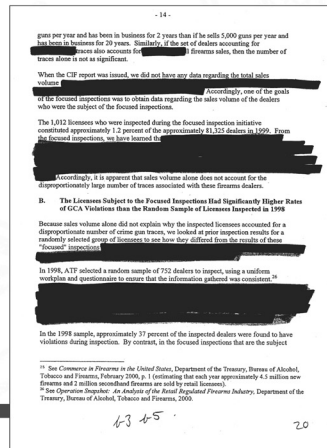 - 14 -
guns per year and has been in business for 2 years than if he sells 5,000 guns per year and
has been in business for 20 years. Similarly, if the set of dealers accounting for
traces also accounts for firearms sales, then the number of
traces alone is not as significant.
When the CIF report was issued, we did not have any data regarding the total sales
volume
Accordingly, one of the goals
of the focused inspections was to obtain data regarding the sales volume of the dealers
who were the subject of the focused inspections.
The 1,012 licensees who were inspected during the focused inspection initiative
constituted approximately 1.2 percent of the approximately 81,325 dealers in 1999. From
the focused inspections, we have learned
Accordingly, it is apparent that sales volume alone does not account for the
disproportionately large number of traces associated with these firearms dealers.
B. The Licensees Subject to the Focused Inspections Had Significantly Higher Rates
of GCA Violations than the Random Sample of Licensees Inspected in 1998
Because sales volume alone did not explain why the inspected licensees accounted for a
disproportionate number of crime gun traces, we looked at prior inspection results for a
randomly selected group of licensees to see how they differed from the results of these
"focused" inspections
In 1998, ATF selected a random sample of 752 dealers to inspect, using a uniform
workplan and questionnaire to ensure that the information gathered was consistent.26
In the 1998 sample, approximately 37 percent of the inspected dealers were found to have
violations during inspection. By contrast, in the focused inspections that are the subject
25 See Commerce in Firearms in the United States, Department of the Treasury, Bureau of Alcohol,
Tobacco and Firearms, February 2000, p. 1 (estimating that each year approximately 4.5 million new
firearms and 2 million secondhand firearms are sold by retail licensees).
26 See Operation Snapshot: An Analysis of the Retail Regulated Firearms Industry, Department of the
Treasury, Bureau of Alcohol, Tobacco and Firearms, 2000.
b3 b5.
20